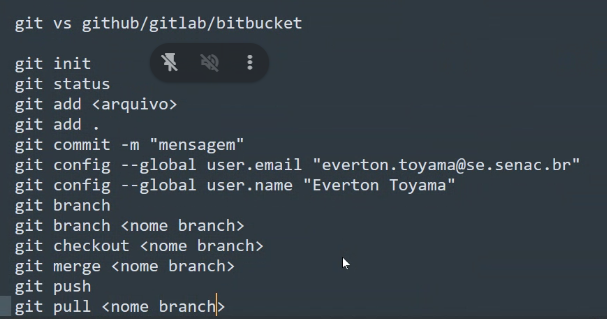 git vs github/gitlab/bitbucket
git init
git status
git add <arquivo>
git add .
git commit -m "mensagem"
git config --global user.email "everton.toyama@se.senac.br"
git config --global user.name "Everton Toyama"
git branch
git branch <nome branch>
git checkout <nome branch>
git merge <nome branch>
git push
git pull <nome branch>